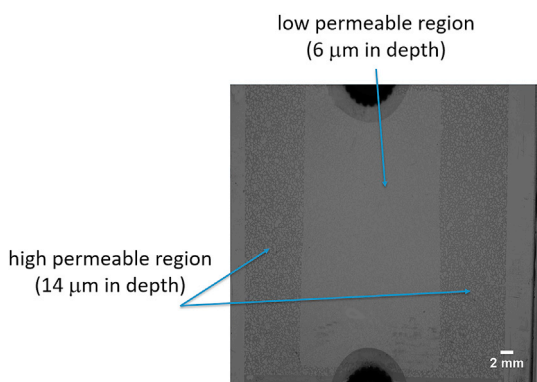 low permeable region
(6 μm in depth)
high permeable region
(14 μm in depth)
2 mm